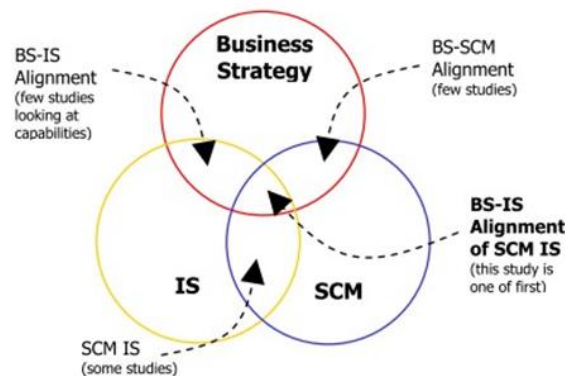 Business
Strategy
BS-IS
Alignment
(few studies
looking at
capabilities)
BS-SCM
Alignment
(few studies)
BS-IS
Alignment
of SCM IS
(this study is
one of first)
IS
SCM
SCM IS
(some studies)